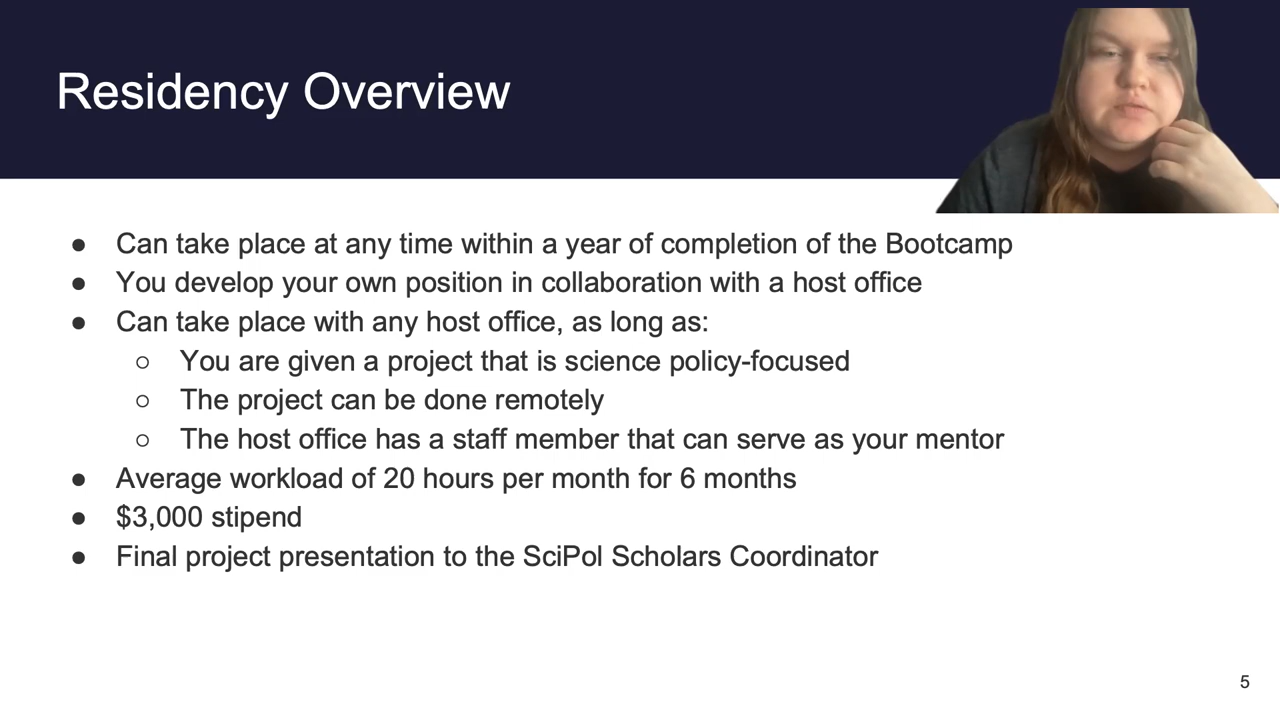 Residency Overview
● Can take place at any time within a year of completion of the Bootcamp
● You develop your own position in collaboration with a host office
● Can take place with any host office, as long as:
○ You are given a project that is science policy-focused
○ The project can be done remotely
○ The host office has a staff member that can serve as your mentor
● Average workload of 20 hours per month for 6 months
● $3,000 stipend
● Final project presentation to the SciPol Scholars Coordinator
5